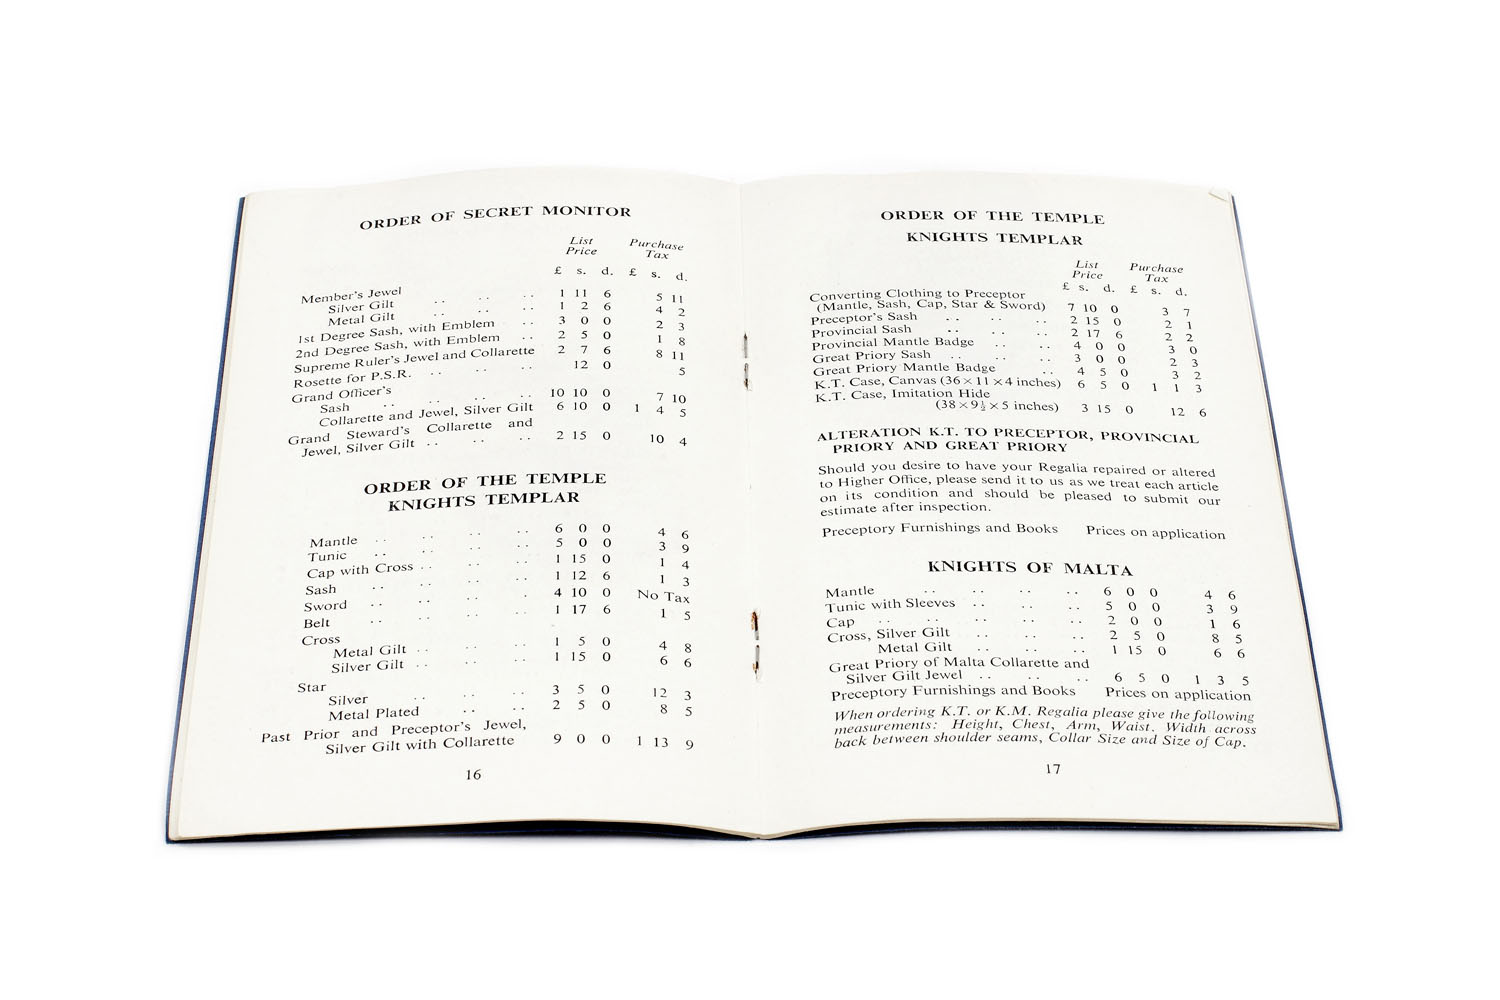 ORDER OF SECRET MONITOR
List Price Purchase Tax
£ s. d. £ s. d.
Member's Jewel
Silver Gilt .. .. .. 1 11 6 5 11
Metal Gilt .. .. .. 1 2 6 4 2
1st Degree Sash, with Emblem .. 3 0 0 2 3
2nd Degree Sash, with Emblem .. 2 5 0 1 8
Supreme Ruler's Jewel and Collarette 2 7 6 8 11
Rosette for P.S.R. .. .. .. 12 0 5
Grand Officer's
Sash .. .. .. .. 10 10 0 7 10
Collarette and Jewel, Silver Gilt 6 10 0 1 4 5
Grand Steward's Collarette and
Jewel, Silver Gilt .. .. .. 2 15 0 10 4
ORDER OF THE TEMPLE
KNIGHTS TEMPLAR
Mantle .. .. .. .. 6 0 0 4 6
Tunic .. .. .. .. 5 0 0 3 9
Cap with Cross .. .. .. 1 15 0 1 4
Sash .. .. .. .. 1 12 6 1 3
Sword .. .. .. . 4 10 0 No Tax
Belt .. .. .. .. 1 17 6 1 5
Cross
Metal Gilt .. .. .. 1 5 0 4 8
Silver Gilt .. .. .. 1 15 0 6 6
Star
Silver .. .. .. 3 5 0 12 3
Metal Plated .. .. 2 5 0 8 5
Past Prior and Preceptor's Jewel,
Silver Gilt with Collarette 9 0 0 1 13 9
16
ORDER OF THE TEMPLE
KNIGHTS TEMPLAR
List Price Purchase Tax
£ s. d. £ s. d.
Converting Clothing to Preceptor
(Mantle, Sash, Cap, Star & Sword) 7 10 0 3 7
Preceptor's Sash .. .. .. 2 15 0 2 1
Provincial Sash .. .. .. 2 17 6 2 2
Provincial Mantle Badge .. .. 4 0 0 3 0
Great Priory Sash .. .. .. 3 0 0 2 3
Great Priory Mantle Badge .. .. 4 5 0 3 2
K.T. Case, Canvas (36 × 11 × 4 inches) 6 5 0 1 1 3
K.T. Case, Imitation Hide
(38 × 9½ × 5 inches) 3 15 0 12 6
ALTERATION K.T. TO PRECEPTOR, PROVINCIAL
PRIORY AND GREAT PRIORY
Should you desire to have your Regalia repaired or altered
to Higher Office, please send it to us as we treat each article
on its condition and should be pleased to submit our
estimate after inspection.
Preceptory Furnishings and Books Prices on application
KNIGHTS OF MALTA
Mantle .. .. .. .. 6 0 0 4 6
Tunic with Sleeves .. .. .. 5 0 0 3 9
Cap .. .. .. .. 2 0 0 1 6
Cross, Silver Gilt .. .. .. 2 5 0 8 5
Metal Gilt .. .. .. 1 15 0 6 6
Great Priory of Malta Collarette and
Silver Gilt Jewel .. .. .. 6 5 0 1 3 5
Preceptory Furnishings and Books Prices on application
When ordering K.T. or K.M. Regalia please give the following
measurements: Height, Chest, Arm, Waist. Width across
back between shoulder seams, Collar Size and Size of Cap.
17